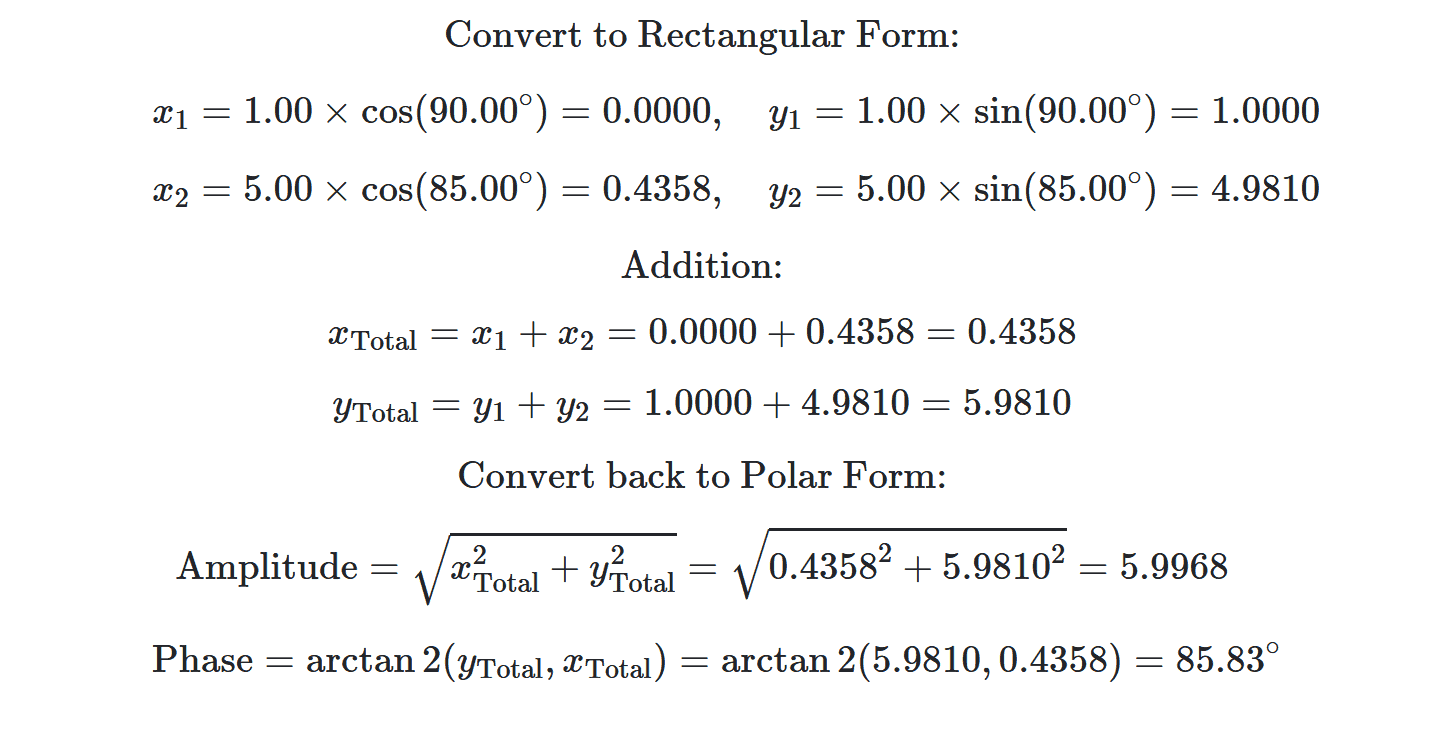 Convert to Rectangular Form:
x₁ = 1.00 × cos(90.00°) = 0.0000, y₁ = 1.00 × sin(90.00°) = 1.0000
x₂ = 5.00 × cos(85.00°) = 0.4358, y₂ = 5.00 × sin(85.00°) = 4.9810
Addition:
x_Total = x₁ + x₂ = 0.0000 + 0.4358 = 0.4358
y_Total = y₁ + y₂ = 1.0000 + 4.9810 = 5.9810
Convert back to Polar Form:
Amplitude = √(x²_Total + y²_Total) = √(0.4358² + 5.9810²) = 5.9968
Phase = arctan 2(y_Total, x_Total) = arctan 2(5.9810, 0.4358) = 85.83°